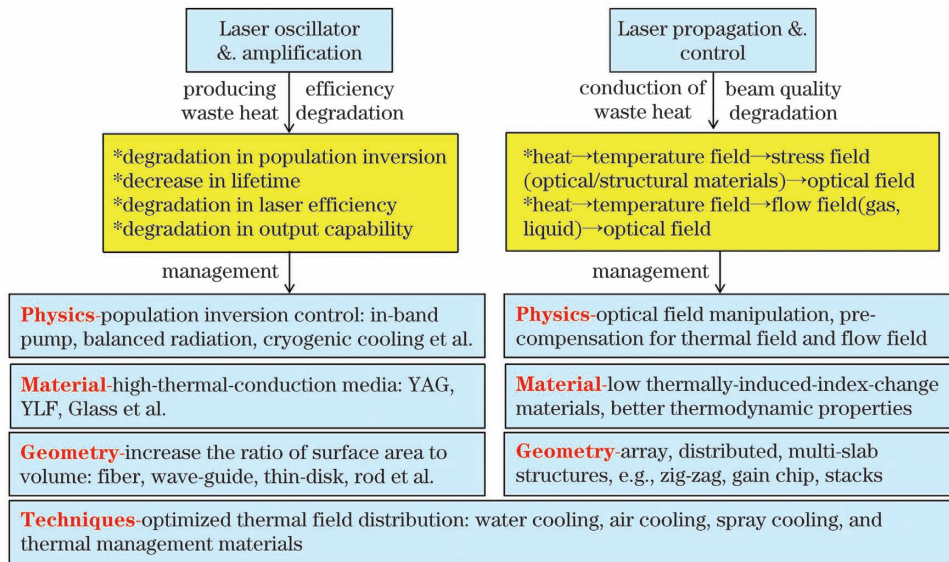 Laser oscillator
&. amplification
producing
waste heat
efficiency
degradation
*degradation in population inversion
*decrease in lifetime
*degradation in laser efficiency
*degradation in output capability
management
Physics-population inversion control: in-band
pump, balanced radiation, cryogenic cooling et al.
Material-high-thermal-conduction media: YAG,
YLF, Glass et al.
Geometry-increase the ratio of surface area to
volume: fiber, wave-guide, thin-disk, rod et al.
Laser propagation &.
control
conduction of
waste heat
beam quality
degradation
*heat→temperature field→stress field
(optical/structural materials)→optical field
*heat→temperature field→flow field(gas,
liquid)→optical field
management
Physics-optical field manipulation, pre-
compensation for thermal field and flow field
Material-low thermally-induced-index-change
materials, better thermodynamic properties
Geometry-array, distributed, multi-slab
structures, e.g., zig-zag, gain chip, stacks
Techniques-optimized thermal field distribution: water cooling, air cooling, spray cooling, and
thermal management materials